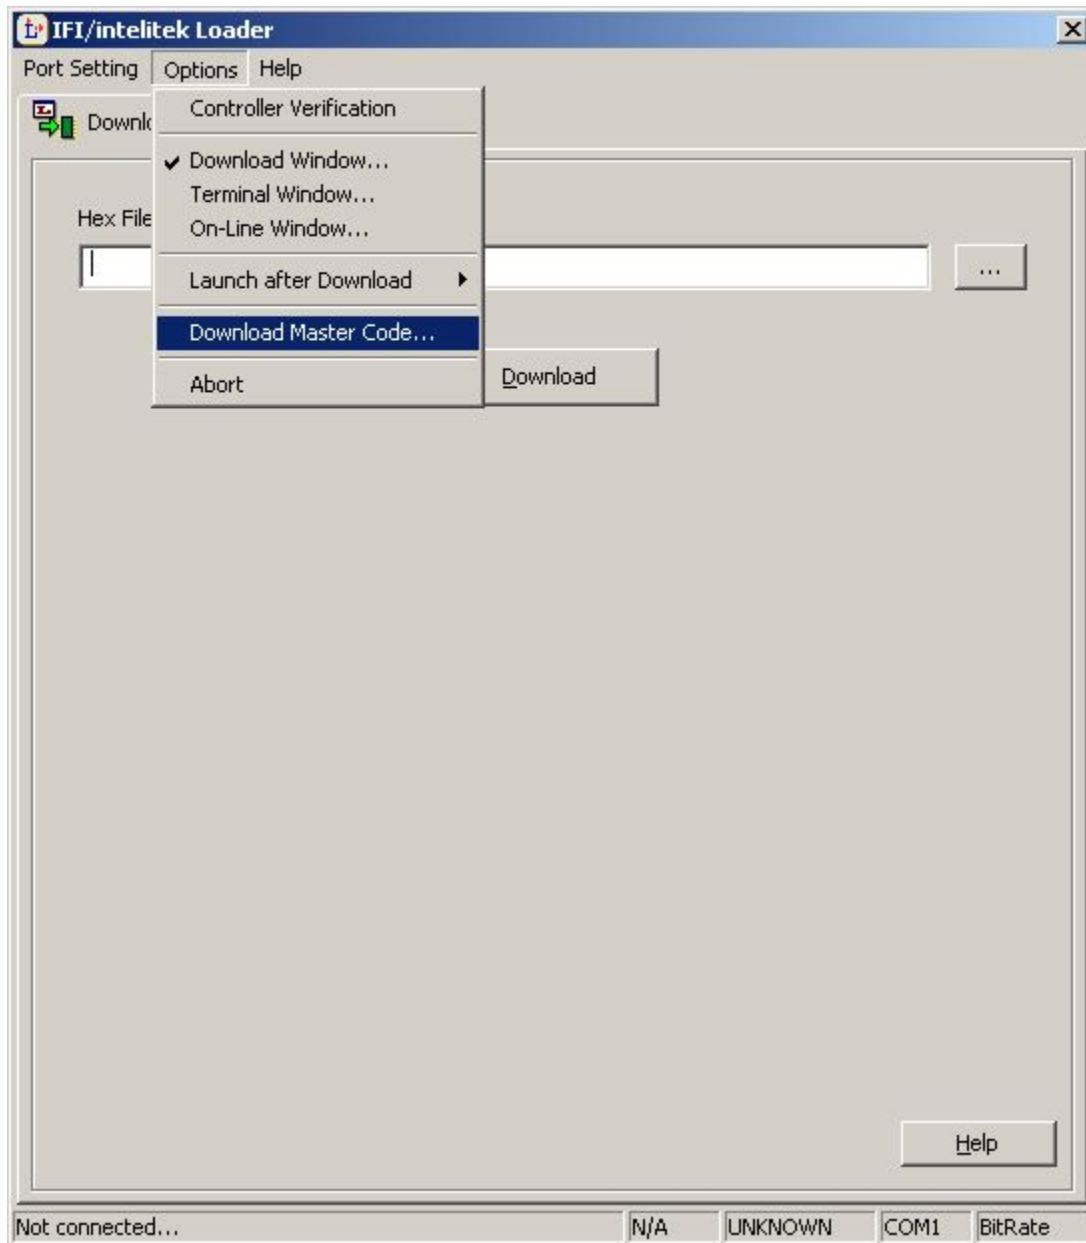 IFI/intelitek Loader
Port Setting Options Help
Controller Verification
Download Window...
Terminal Window...
On-Line Window...
Hex File
...
Launch after Download
Download Master Code...
Abort
Download
Help
Not connected... N/A UNKNOWN COM1 BitRate